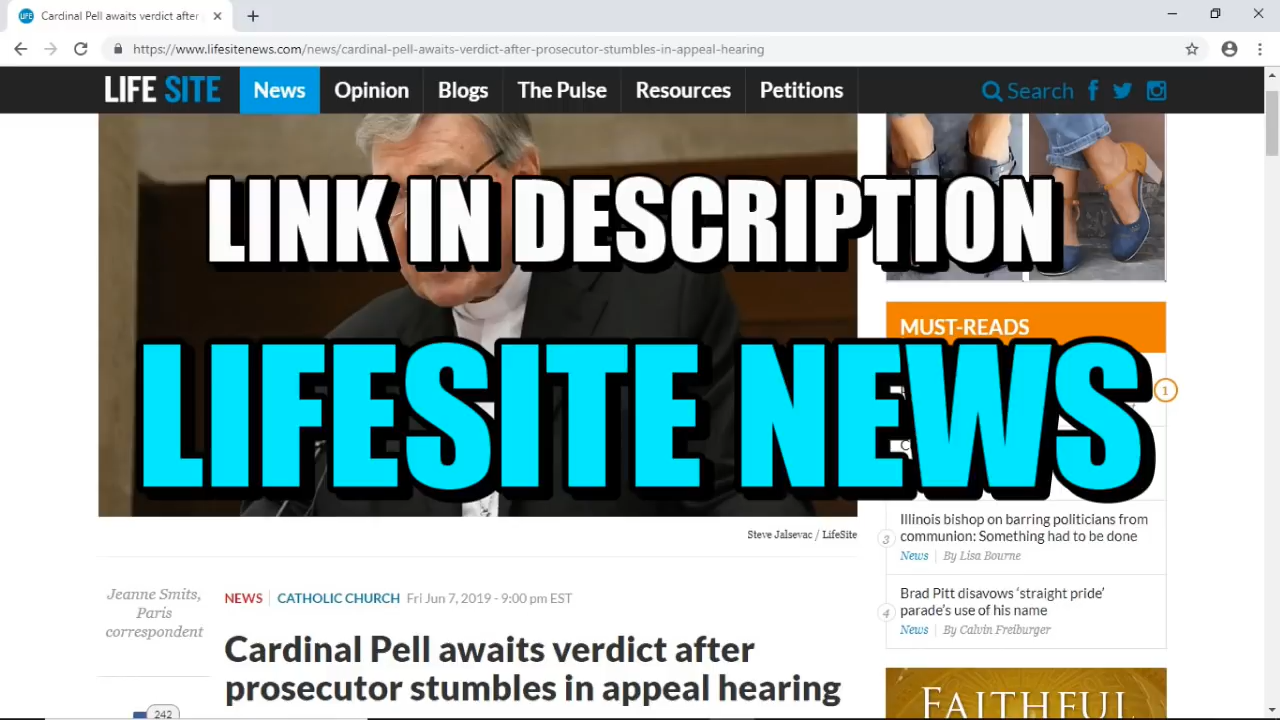 Cardinal Pell awaits verdict after
https://www.lifesitenews.com/news/cardinal-pell-awaits-verdict-after-prosecutor-stumbles-in-appeal-hearing
LIFE SITE News Opinion Blogs The Pulse Resources Petitions Search
LINK IN DESCRIPTION
LIFESITE NEWS
Steve Jalsevac / LifeSite
Jeanne Smits,
Paris
correspondent
242
NEWS CATHOLIC CHURCH Fri Jun 7, 2019 - 9:00 pm EST
Cardinal Pell awaits verdict after
prosecutor stumbles in appeal hearing
MUST-READS
1
3
Illinois bishop on barring politicians from
communion: Something had to be done
News By Lisa Bourne
4
Brad Pitt disavows ‘straight pride’
parade’s use of his name
News By Calvin Freiburger
FAITHFUL